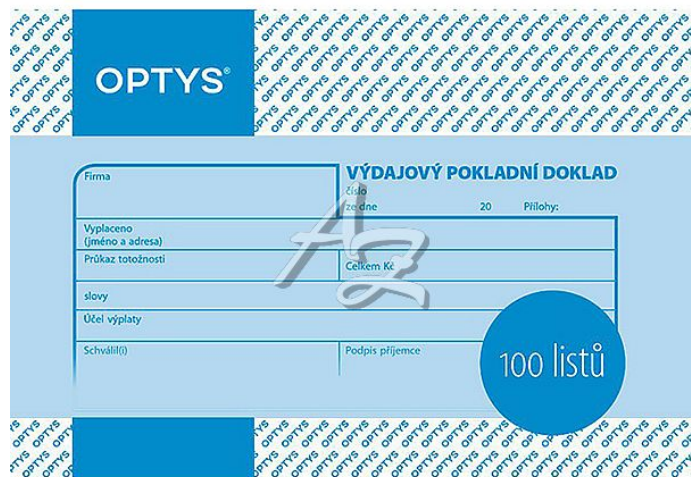 OPTYS®
Firma
VÝDAJOVÝ POKLADNÍ DOKLAD
číslo
ze dne 20 Přílohy:
Vyplaceno
(jméno a adresa)
Průkaz totožnosti
Celkem Kč
slovy
Účel výplaty
Schválil(i)
Podpis příjemce
100 listů
AZ